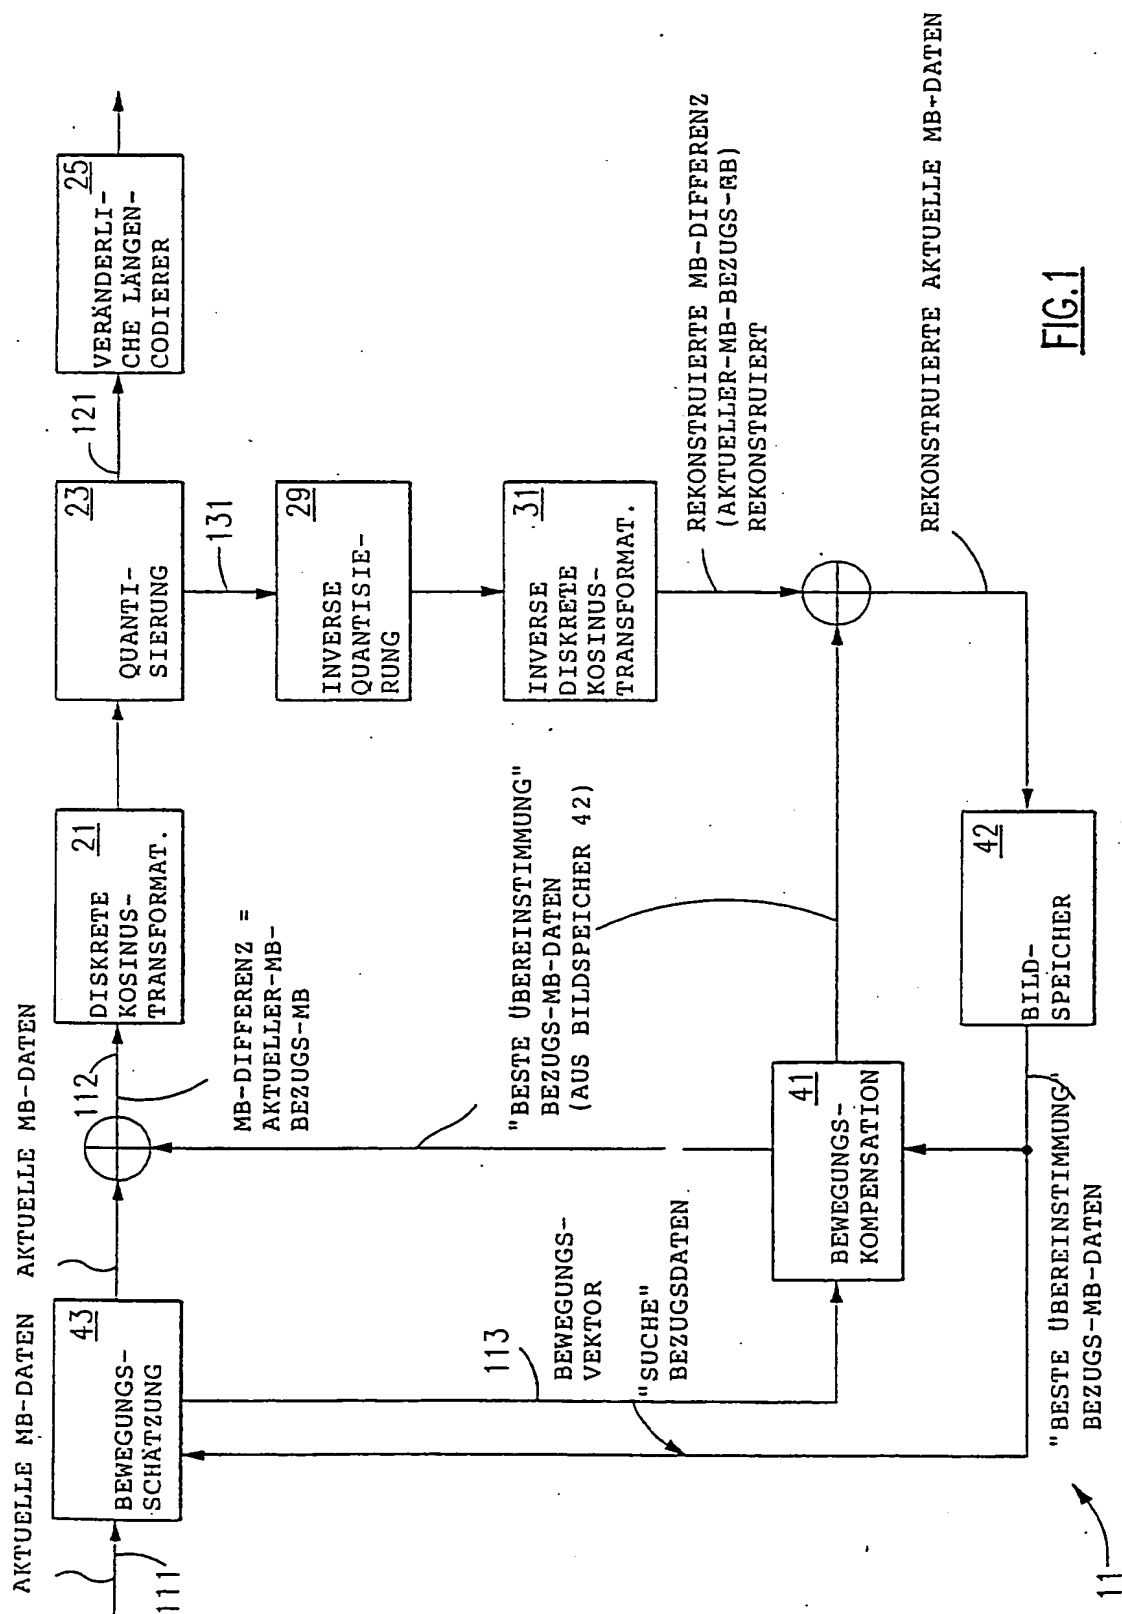 AKTUELLE MB-DATEN
AKTUELLE MB-DATEN
111
43
BEWEGUNGS-
SCHÄTZUNG
112
MB-DIFFERENZ =
AKTUELLER-MB-
BEZUGS-MB
21
DISKRETE
KOSINUS-
TRANSFORMAT.
23
QUANTI-
SIERUNG
121
25
VERÄNDERLI-
CHE LÄNGEN-
CODIERER
131
29
INVERSE
QUANTISIE-
RUNG
31
INVERSE
DISKRETE
KOSINUS-
TRANSFORMAT.
REKONSTRUIERTE MB-DIFFERENZ
(AKTUELLER-MB-BEZUGS-MB)
REKONSTRUIERT
"BESTE ÜBEREINSTIMMUNG"
BEZUGS-MB-DATEN
(AUS BILDSPEICHER 42)
113
BEWEGUNGS-
VEKTOR
"SUCHE"
BEZUGSDATEN
41
BEWEGUNGS-
KOMPENSATION
42
BILD-
SPEICHER
REKONSTRUIERTE AKTUELLE MB-DATEN
"BESTE ÜBEREINSTIMMUNG"
BEZUGS-MB-DATEN
11
FIG.1